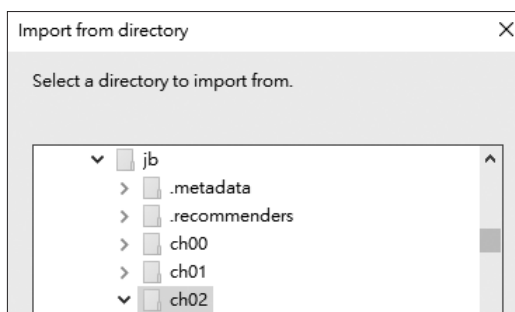 Import from directory
Select a directory to import from.
jb
.metadata
.recommenders
ch00
ch01
ch02